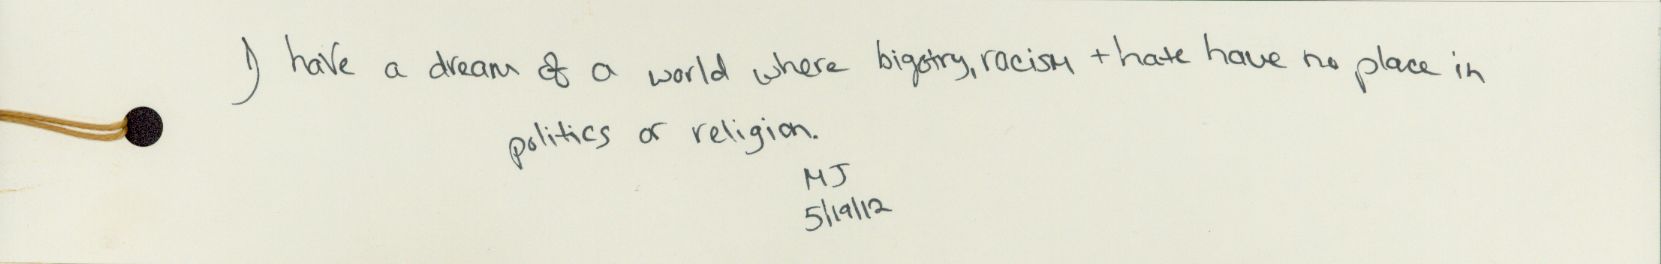 I have a dream of a world where bigotry, racism + hate have no place in
politics or religion.
MJ
5/19/12